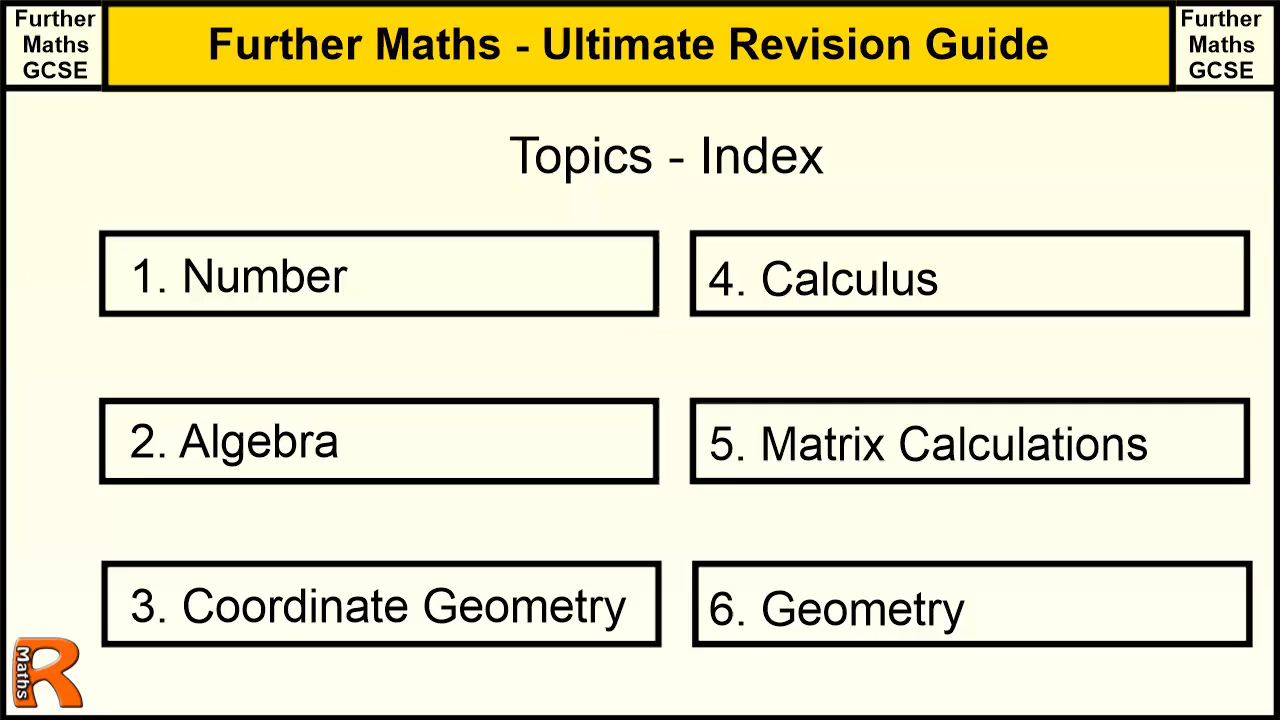 Further
Maths
GCSE
Further Maths - Ultimate Revision Guide
Further
Maths
GCSE
Topics - Index
1. Number
4. Calculus
2. Algebra
5. Matrix Calculations
3. Coordinate Geometry
6. Geometry
R
Maths